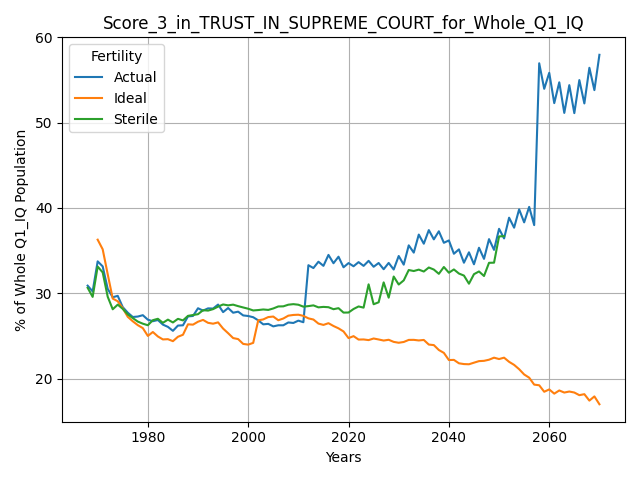 Score_3_in_TRUST_IN_SUPREME_COURT_for_Whole_Q1_IQ
% of Whole Q1_IQ Population
60
50
40
30
20
Fertility
Actual
Ideal
Sterile
1980
2000
2020
2040
2060
Years